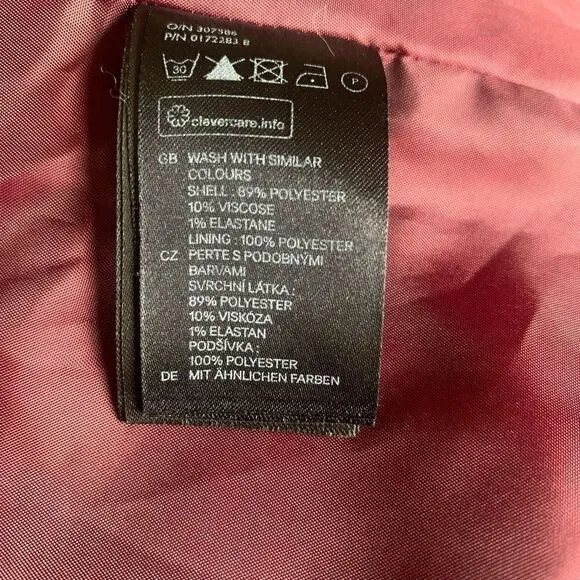 O/N 307386
P/N 0172283 8
30
P
clevercare.info
GB WASH WITH SIMILAR
COLOURS
SHELL : 89% POLYESTER
10% VISCOSE
1% ELASTANE
LINING : 100% POLYESTER
CZ PERTE S PODOBNÝMI
BARVAMI
SVRCHNÍ LÁTKA :
89% POLYESTER
10% VISKÓZA
1% ELASTAN
PODŠÍVKA :
100% POLYESTER
DE MIT ÄHNLICHEN FARBEN